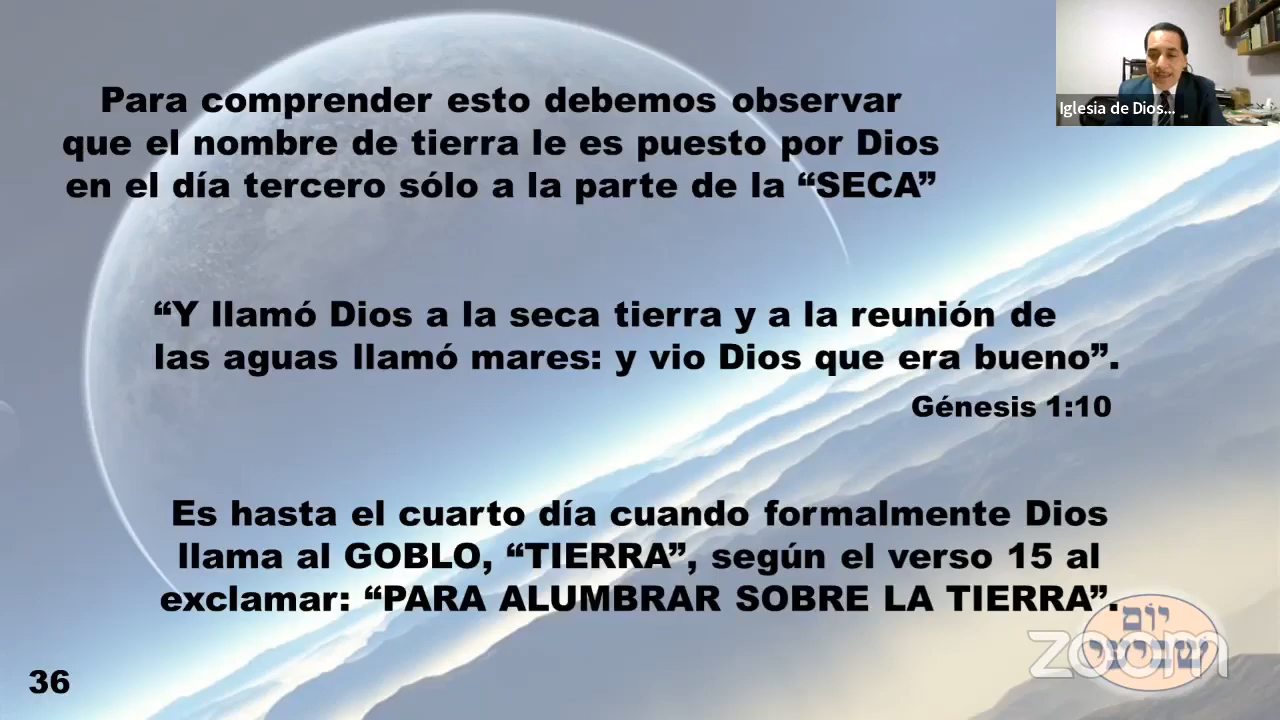 Iglesia de Dios...
Para comprender esto debemos observar
que el nombre de tierra le es puesto por Dios
en el día tercero sólo a la parte de la “SECA”
“Y llamó Dios a la seca tierra y a la reunión de
las aguas llamó mares: y vio Dios que era bueno”.
Génesis 1:10
Es hasta el cuarto día cuando formalmente Dios
llama al GOBLO, “TIERRA”, según el verso 15 al
exclamar: “PARA ALUMBRAR SOBRE LA TIERRA”.
יוֹם
שביעי
zoom
36